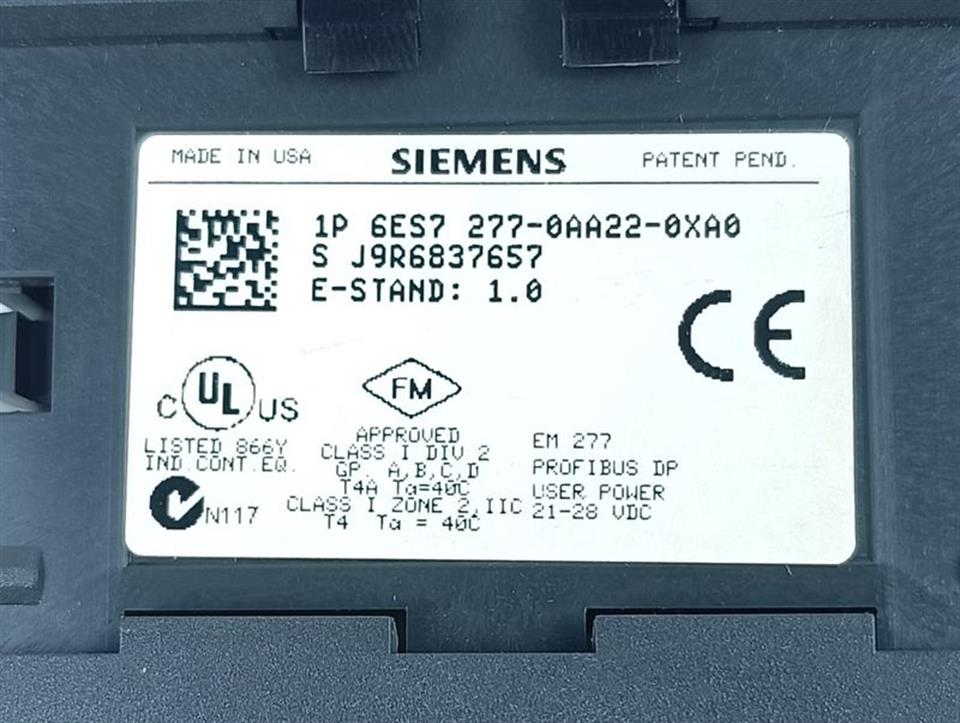 MADE IN USA SIEMENS PATENT PEND.
1P 6ES7 277-0AA22-0XA0
S J9R6837657
E-STAND: 1.0
CE
C UL US
LISTED 866Y
IND.CONT.EQ.
N117
FM
APPROVED
CLASS I DIV 2
GP. A,B,C,D
T4A Ta=40C
CLASS I ZONE 2,IIC
T4 Ta = 40C
EM 277
PROFIBUS DP
USER POWER
21-28 VDC